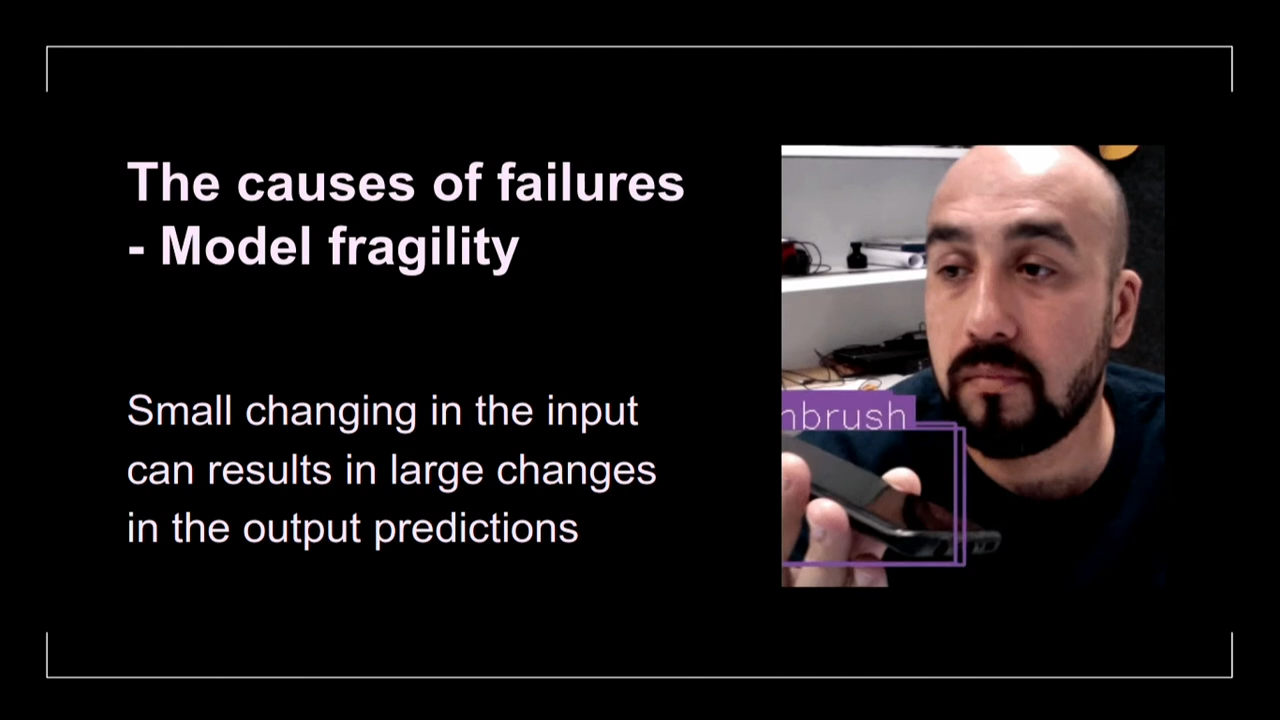 The causes of failures
- Model fragility
Small changing in the input
can results in large changes
in the output predictions
nbrush